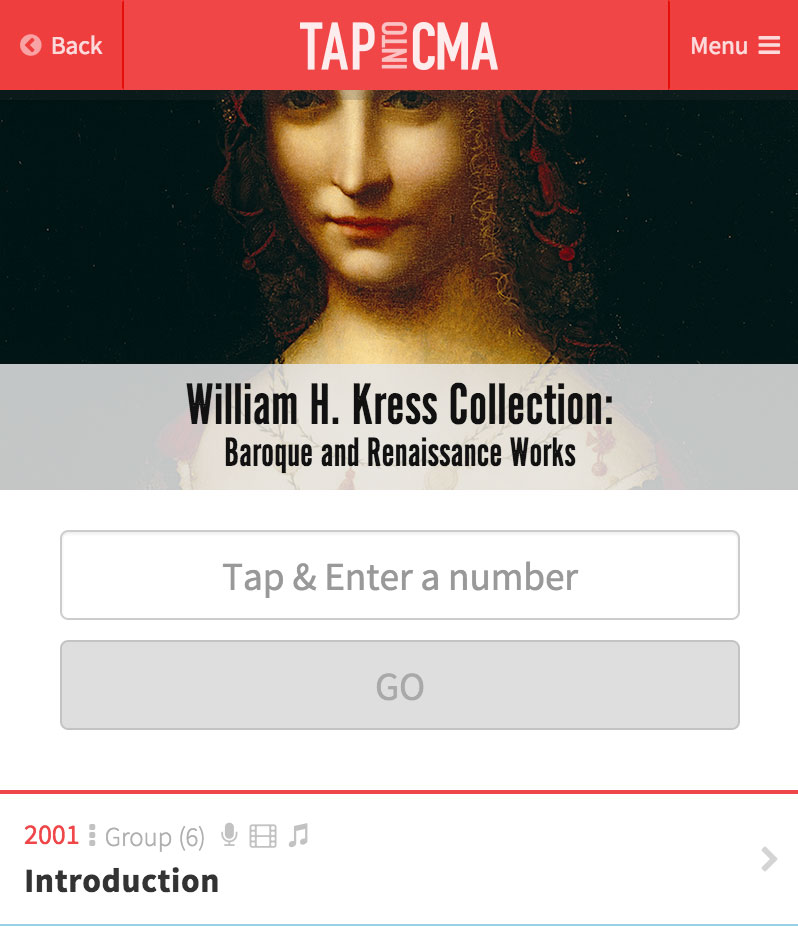 Back
TAP INTO CMA
Menu
William H. Kress Collection:
Baroque and Renaissance Works
Tap & Enter a number
GO
2001 Group (6)
Introduction